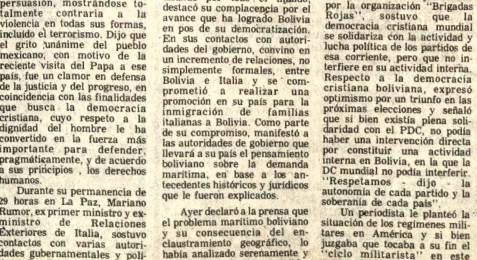 persuasión, mostrándose to-
talmente contraria a la
violencia en todas sus formas,
incluido el terrorismo. Dijo que
el grito unánime del pueblo
mexicano, con motivo de la
reciente visita del Papa a ese
país, fue un clamor en defensa
de la justicia y del progreso, en
coincidencia con las finalidades
que busca la democracia
cristiana, cuyo respeto a la
dignidad del hombre le ha
convertido en la fuerza más
importante para defender,
pragmáticamente, y de acuerdo
a sus principios, los derechos
humanos.
Durante su permanencia de
29 horas en La Paz, Mariano
Rumor, ex primer ministro y ex-
ministro de Relaciones
Exteriores de Italia, sostuvo
contactos con varias autori-
dades gubernamentales y polí-
destacó su complacencia por el
avance que ha logrado Bolivia
en pos de su democratización.
En sus contactos con autori-
dades del gobierno, convino en
un incremento de relaciones, no
simplemente formales, entre
Bolivia e Italia y se com-
prometió a realizar una
promoción en su país para la
inmigración de familias
italianas a Bolivia. Como parte
de su compromiso, manifestó a
las autoridades de gobierno que
llevará a su país el pensamiento
boliviano sobre la demanda
marítima, en base a los an-
tecedentes históricos y jurídicos
que le fueron explicados.
Ayer declaró a la prensa que
el problema marítimo boliviano
y su consecuencia del en-
claustramiento geográfico, lo
había analizado serenamente y
por la organización "Brigadas
Rojas", sostuvo que la
democracia cristiana mundial
se solidariza con la actividad y
lucha política de los partidos de
esa corriente, pero que no in-
terfiere en su actividad interna.
Respecto a la democracia
cristiana boliviana, expresó
optimismo por un triunfo en las
próximas elecciones y señaló
que si bien existía plena soli-
daridad con el PDC, no podía
haber una intervención directa
por constituir una actividad
interna en Bolivia, en la que la
DC mundial no podía interferir.
"Respetamos - dijo - la
autonomía de cada partido y la
soberanía de cada país".
Un periodista le planteó la
situación de los regímenes mili-
tares en América y si bien
juzgaba que tocaba a su fin el
"ciclo militarista" en este